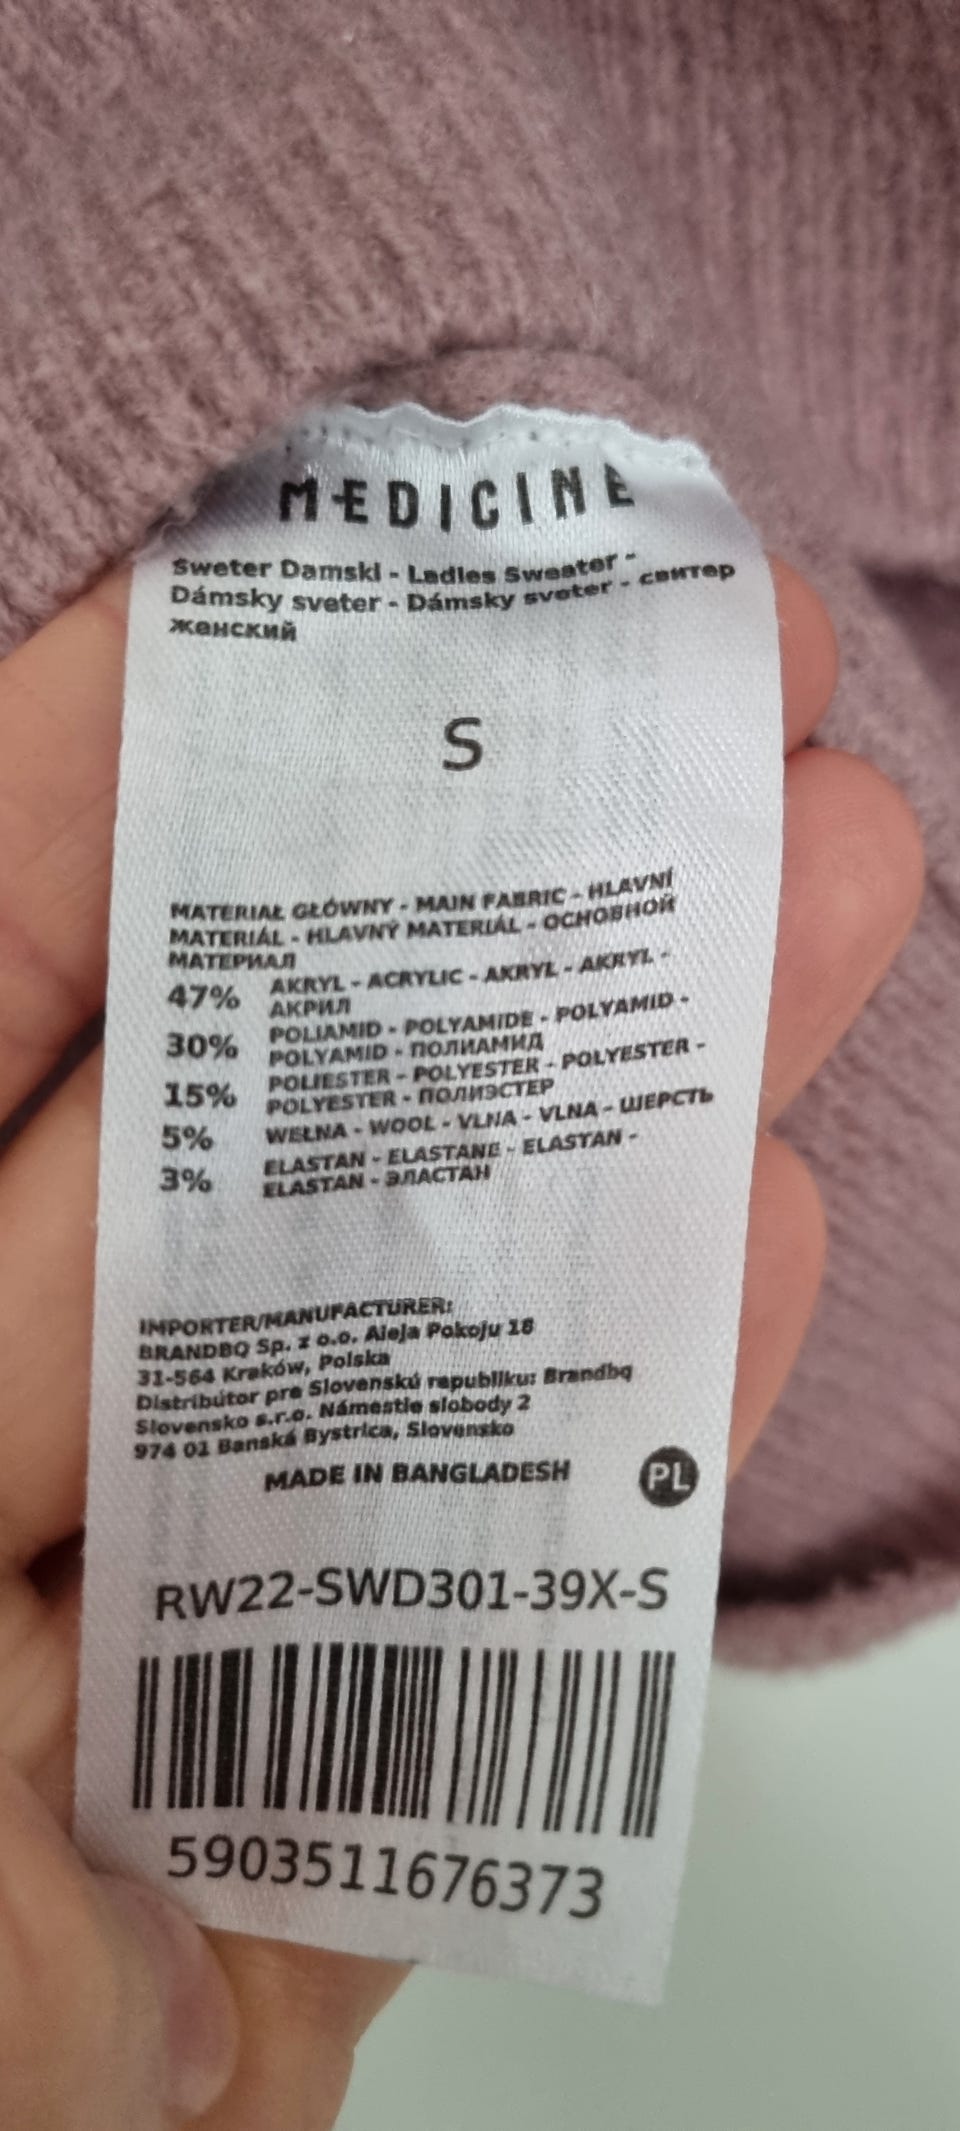 MEDICINE
Sweter Damski - Ladies Sweater -
Dámsky sveter - Dámsky sveter - свитер
женский
S
MATERIAŁ GŁÓWNY - MAIN FABRIC - HLAVNÍ
MATERIÁL - HLAVNÝ MATERIÁL - ОСНОВНОЙ
МАТЕРИАЛ
47% AKRYL - ACRYLIC - AKRYL - AKRYL -
АКРИЛ
30% POLIAMID - POLYAMIDE - POLYAMID -
POLYAMID - ПОЛИАМИД
15% POLIESTER - POLYESTER - POLYESTER -
POLYESTER - ПОЛИЭСТЕР
5% WEŁNA - WOOL - VLNA - VLNA - ШЕРСТЬ
3% ELASTAN - ELASTANE - ELASTAN -
ELASTAN - ЭЛАСТАН
IMPORTER/MANUFACTURER:
BRANDBQ Sp. z o.o. Aleja Pokoju 18
31-564 Kraków, Polska
Distribútor pre Slovenskú republiku: Brandbq
Slovensko s.r.o. Námestie slobody 2
974 01 Banská Bystrica, Slovensko
MADE IN BANGLADESH PL
RW22-SWD301-39X-S
5903511676373